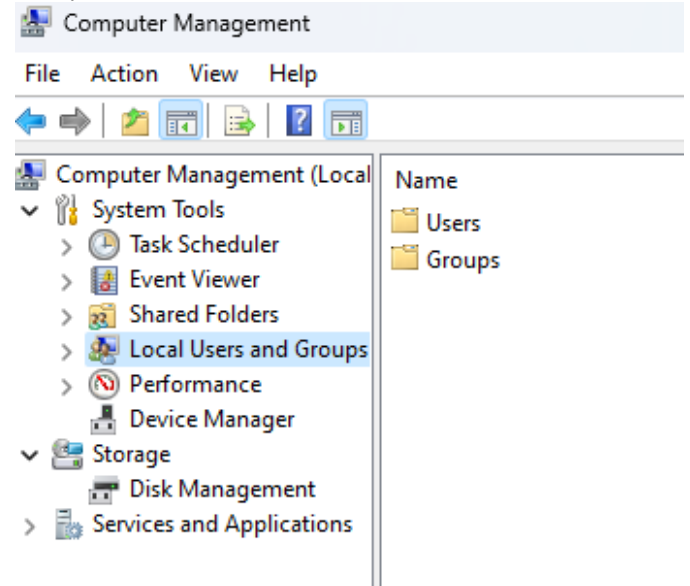 Computer Management
File Action View Help
Computer Management (Local
System Tools
Task Scheduler
Event Viewer
Shared Folders
Local Users and Groups
Performance
Device Manager
Storage
Disk Management
Services and Applications
Name
Users
Groups